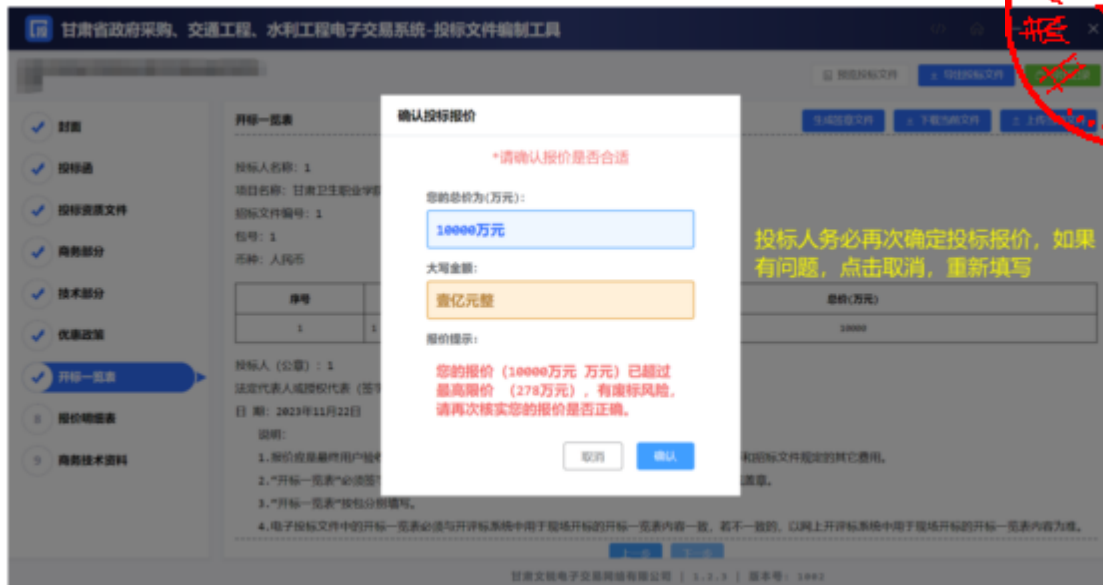 甘肃省政府采购、交通工程、水利工程电子交易系统-投标文件编制工具
预览投标文件
导出投标文件
封面
投标函
投标资质文件
商务部分
技术部分
优惠政策
开标一览表
8 报价明细表
9 商务技术资料
开标一览表
生成签章文件
下载当前文件
投标人名称: 1
项目名称: 甘肃卫生职业学院
招标文件编号: 1
包号: 1
币种: 人民币
序号
总价(万元)
1
1
10000
投标人 (公章) : 1
法定代表人或授权代表 (签字
日 期: 2023年11月22日
说明:
1.报价应是最终用户验收
和招标文件规定的其它费用。
2."开标一览表"必须签
盖章。
3."开标一览表"按包分别填写。
4.电子投标文件中的开标一览表必须与开评标系统中用于现场开标的开标一览表内容一致, 若不一致的, 以网上开评标系统中用于现场开标的开标一览表内容为准。
上一步
下一步
确认投标报价
*请确认报价是否合适
您的总价为(万元):
10000万元
大写金额:
壹亿元整
报价提示:
您的报价 (10000万元 万元) 已超过
最高限价 (278万元) , 有废标风险,
请再次核实您的报价是否正确。
取消
确认
投标人务必再次确定投标报价, 如果
有问题, 点击取消, 重新填写
甘肃文锐电子交易网络有限公司 | 1.2.3 | 版本号: 1002